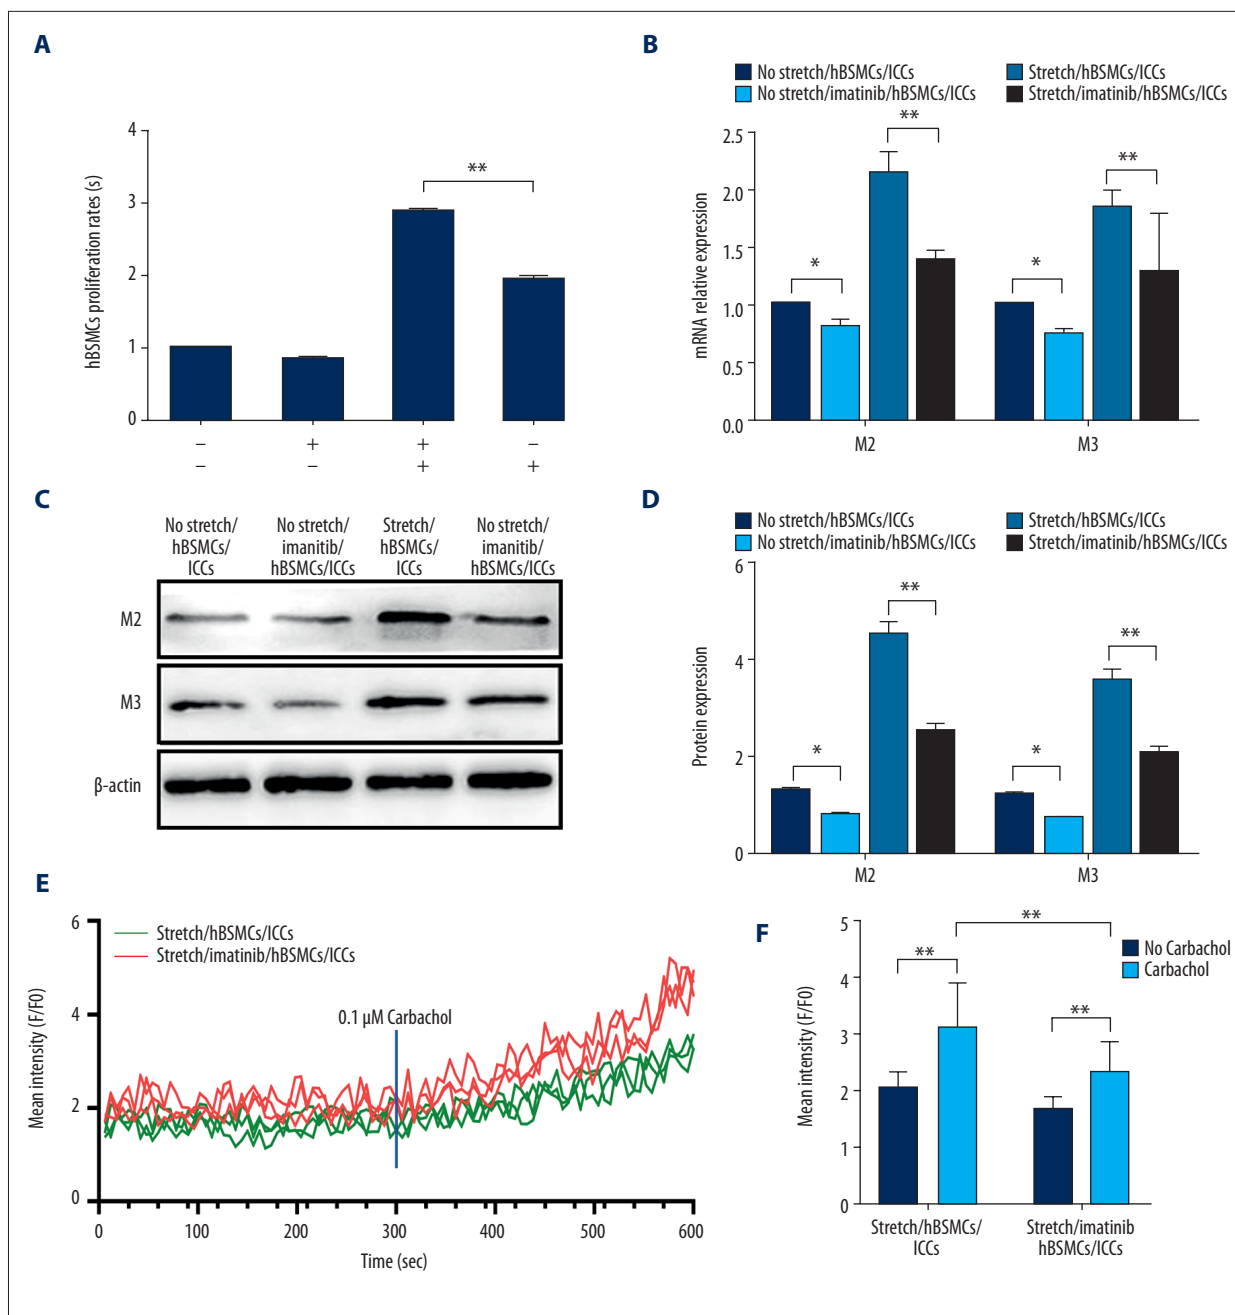 A
hBSMCs proliferation rates (s)
4
3
2
1
0
**
– + + –
– – + +
B
No stretch/hBSMCs/ICCs
Stretch/hBSMCs/ICCs
No stretch/imatinib/hBSMCs/ICCs
Stretch/imatinib/hBSMCs/ICCs
mRNA relative expression
2.5
2.0
1.5
1.0
0.5
0.0
* ** * **
M2 M3
C
No stretch/
hBSMCs/
ICCs
No stretch/
imanitib/
hBSMCs/ICCs
Stretch/
hBSMCs/
ICCs
No stretch/
imatinib/
hBSMCs/ICCs
M2
M3
β-actin
D
No stretch/hBSMCs/ICCs
Stretch/hBSMCs/ICCs
No stretch/imatinib/hBSMCs/ICCs
Stretch/imatinib/hBSMCs/ICCs
Protein expression
6
4
2
0
* ** * **
M2 M3
E
Stretch/hBSMCs/ICCs
Stretch/imatinib/hBSMCs/ICCs
0.1 μM Carbachol
Mean intensity (F/F0)
6
4
2
0
0 100 200 300 400 500 600
Time (sec)
F
No Carbachol
Carbachol
Mean intensity (F/F0)
5
4
3
2
1
0
** ** **
Stretch/hBSMCs/
ICCs
Stretch/imatinib
hBSMCs/ICCs